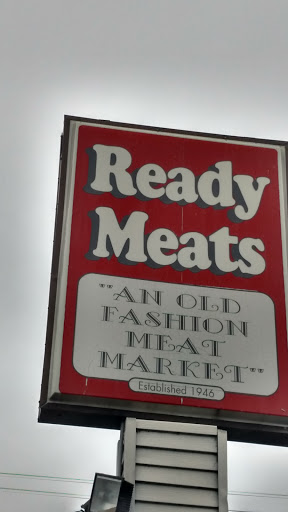 Ready
Meats
""AN OLD
FASHION
MEAT
MARKET""
Established 1946